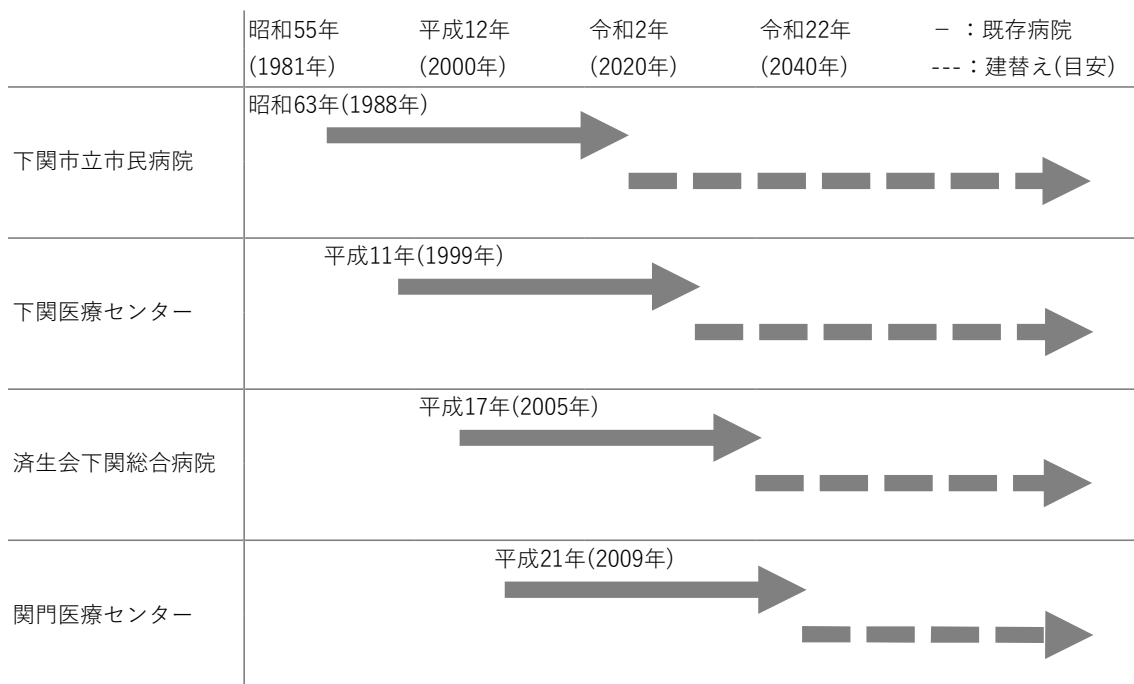 昭和55年 平成12年 令和2年 令和22年 − ：既存病院
(1981年) (2000年) (2020年) (2040年) ---：建替え(目安)
昭和63年(1988年)
下関市立市民病院
平成11年(1999年)
下関医療センター
平成17年(2005年)
済生会下関総合病院
平成21年(2009年)
関門医療センター